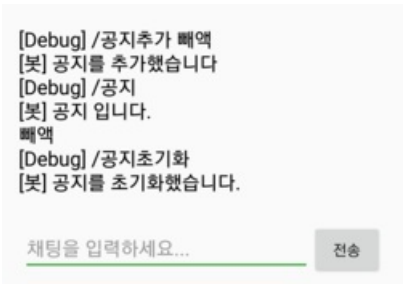 [Debug] /공지추가 빼액
[봇] 공지를 추가했습니다
[Debug] /공지
[봇] 공지 입니다.
빼액
[Debug] /공지초기화
[봇] 공지를 초기화했습니다.
채팅을 입력하세요...
전송